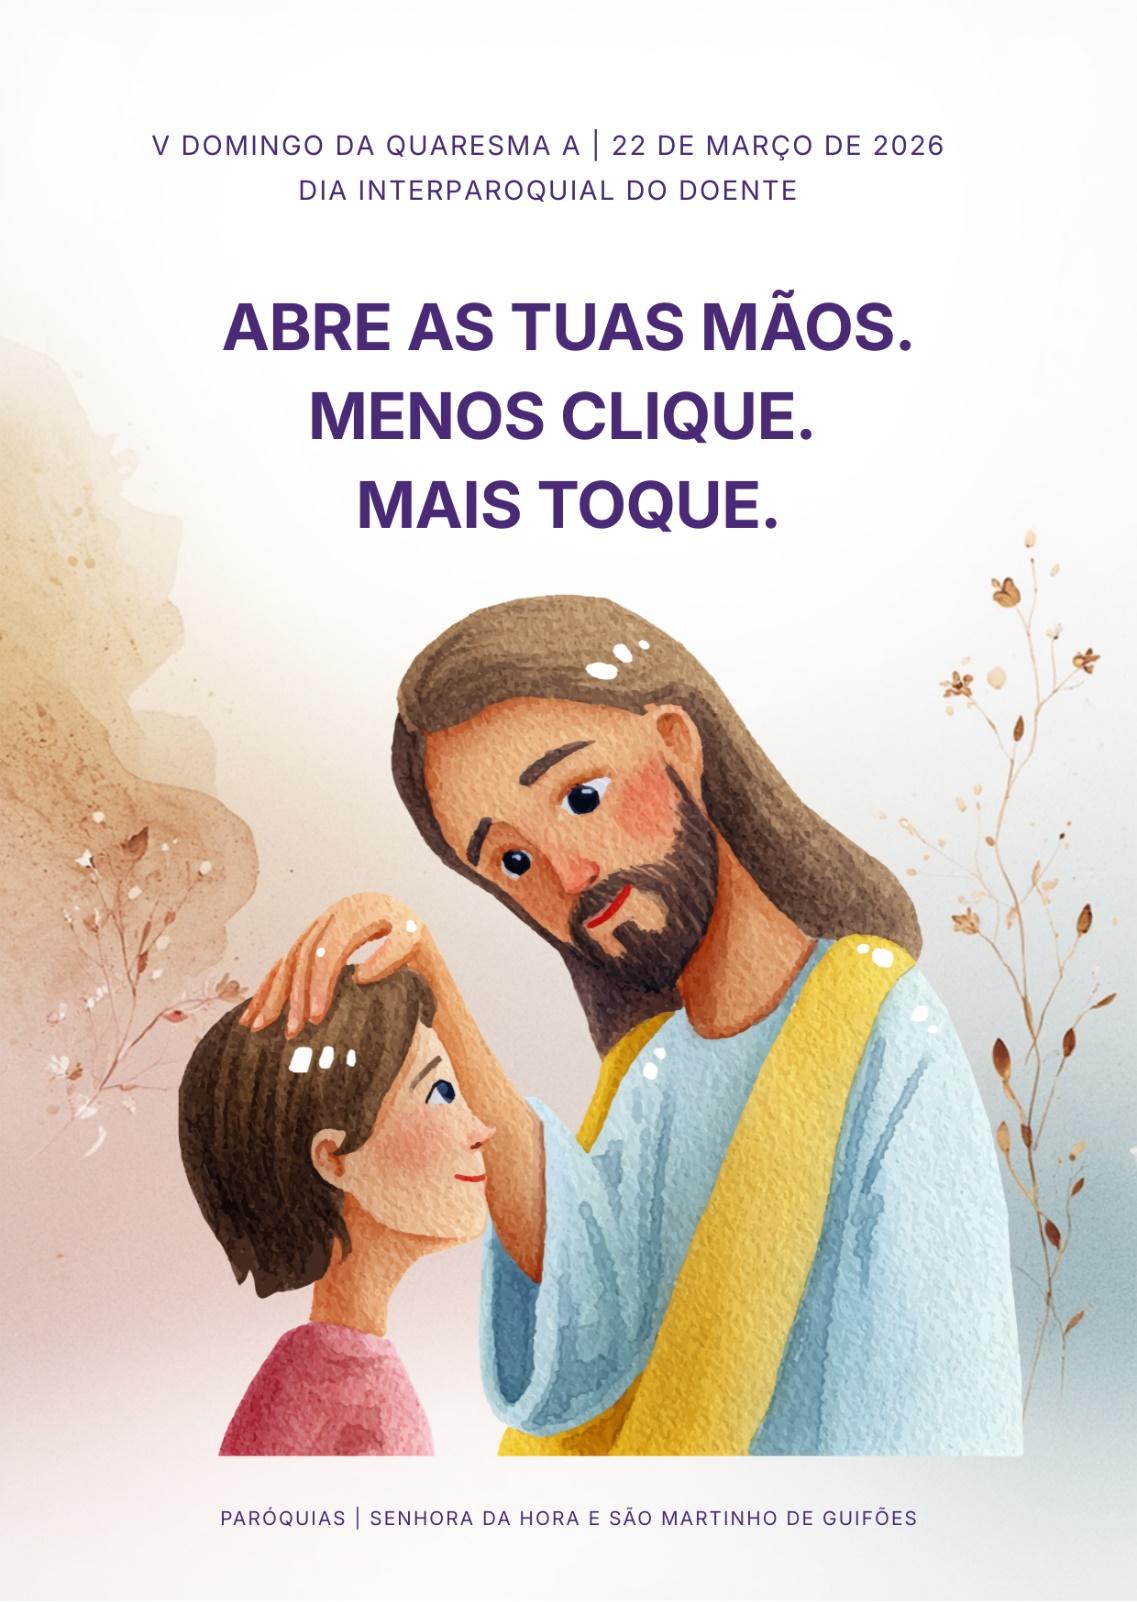 V DOMINGO DA QUARESMA A | 22 DE MARÇO DE 2026
DIA INTERPAROQUIAL DO DOENTE
ABRE AS TUAS MÃOS.
MENOS CLIQUE.
MAIS TOQUE.
PARÓQUIAS | SENHORA DA HORA E SÃO MARTINHO DE GUIFÕES